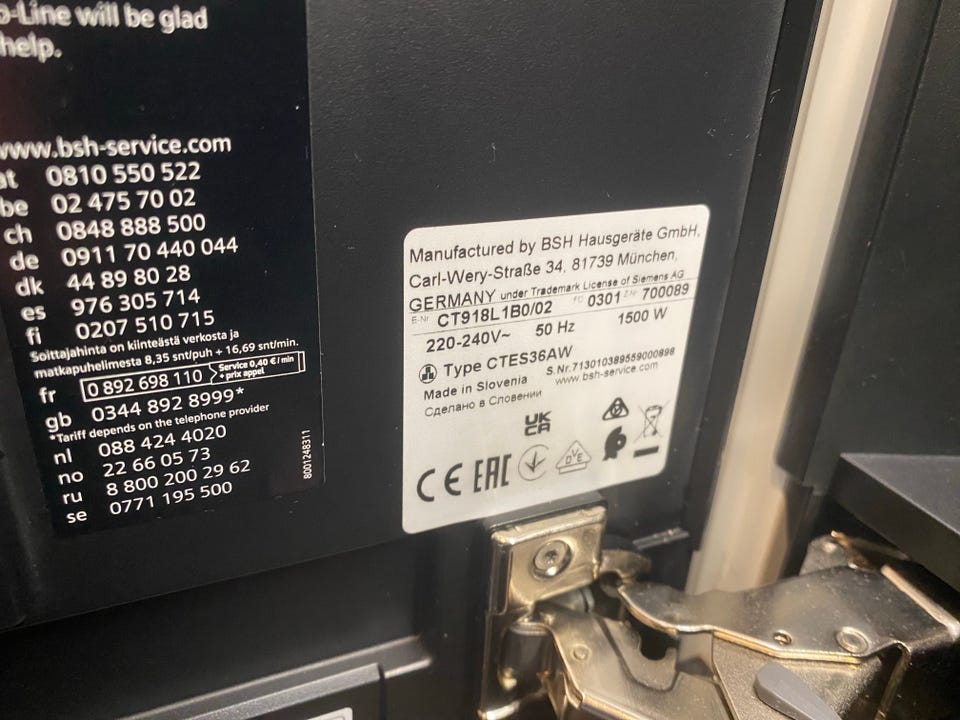 o-Line will be glad
help.
www.bsh-service.com
at 0810 550 522
be 02 475 70 02
ch 0848 888 500
de 0911 70 440 044
dk 44 89 80 28
es 976 305 714
fi 0207 510 715
Soittajahinta on kiinteästä verkosta ja
matkapuhelimesta 8,35 snt/puh + 16,69 snt/min.
fr 0 892 698 110 Service 0,40 € / min
+ prix appel
gb 0344 892 8999*
*Tariff depends on the telephone provider
nl 088 424 4020
no 22 66 05 73
ru 8 800 200 29 62
se 0771 195 500
8001248311
Manufactured by BSH Hausgeräte GmbH,
Carl-Wery-Straße 34, 81739 München,
GERMANY under Trademark License of Siemens AG
E-Nr CT918L1B0/02 FD 0301 Z-Nr 700089
220-240V~ 50 Hz 1500 W
Type CTES36AW S.Nr.713010389559000898
Made in Slovenia www.bsh-service.com
Сделано в Словении
UK
CA
CE EAC VDE